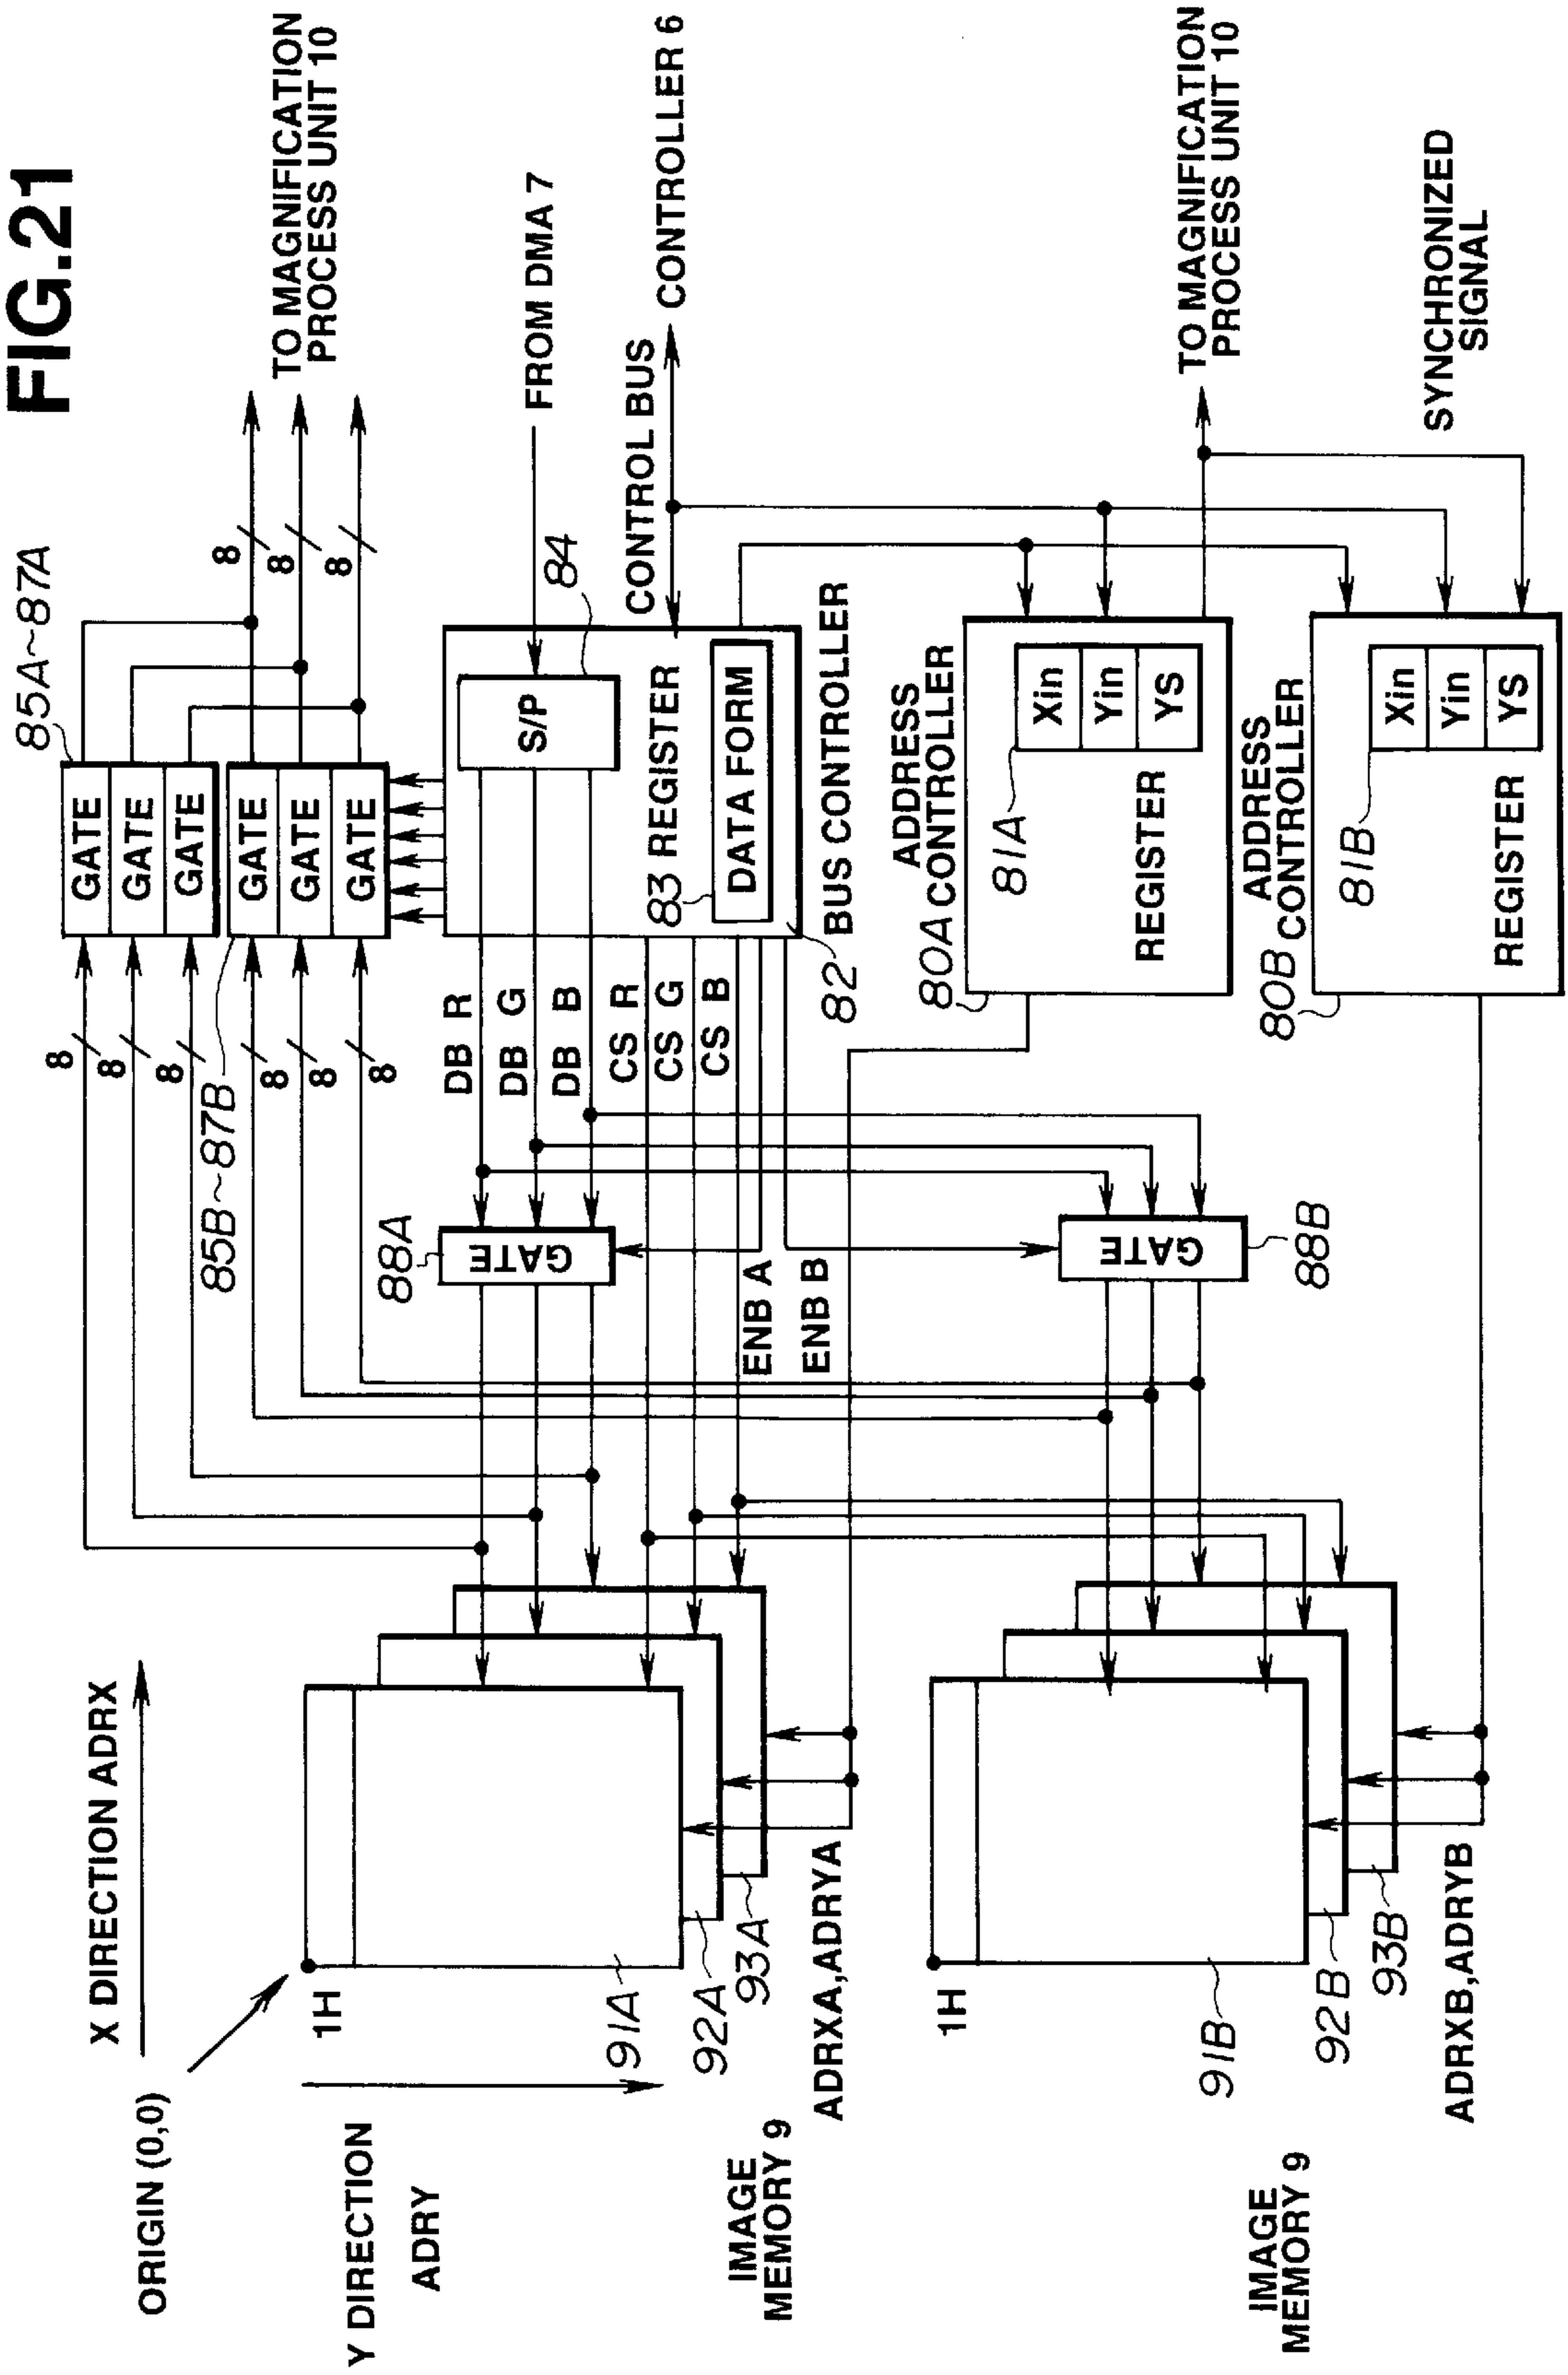 FIG.21
X DIRECTION ADRX
ORIGIN (0,0)
Y DIRECTION
ADRY
1H
91A
92A
93A
IMAGE
MEMORY 9
ADRXA,ADRYA
1H
91B
92B
93B
IMAGE
MEMORY 9
ADRXB,ADRYB
8
8
8
8
8
8
85A~87A
85B~87B
GATE
GATE
GATE
GATE
GATE
GATE
8
8
8
TO MAGNIFICATION
PROCESS UNIT 10
88A
GATE
88B
GATE
DB R
DB G
DB B
CS R
CS G
CS B
ENB A
ENB B
S/P
84
FROM DMA 7
83 REGISTER
DATA FORM
82
BUS CONTROLLER
CONTROL BUS
CONTROLLER 6
80A
ADDRESS
CONTROLLER
81A
Xin
Yin
YS
REGISTER
TO MAGNIFICATION
PROCESS UNIT 10
80B
ADDRESS
CONTROLLER
81B
Xin
Yin
YS
REGISTER
SYNCHRONIZED
SIGNAL